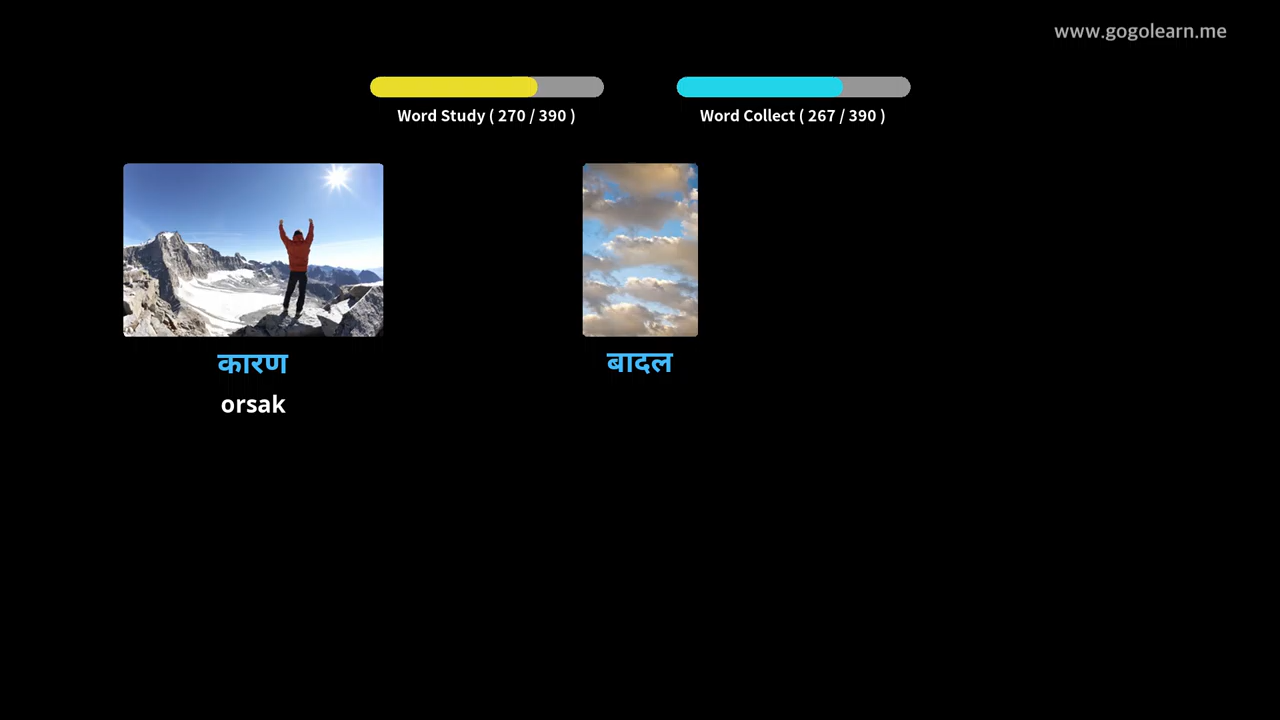 www.gogolearn.me
Word Study ( 270 / 390 )
Word Collect ( 267 / 390 )
कारण
orsak
बादल